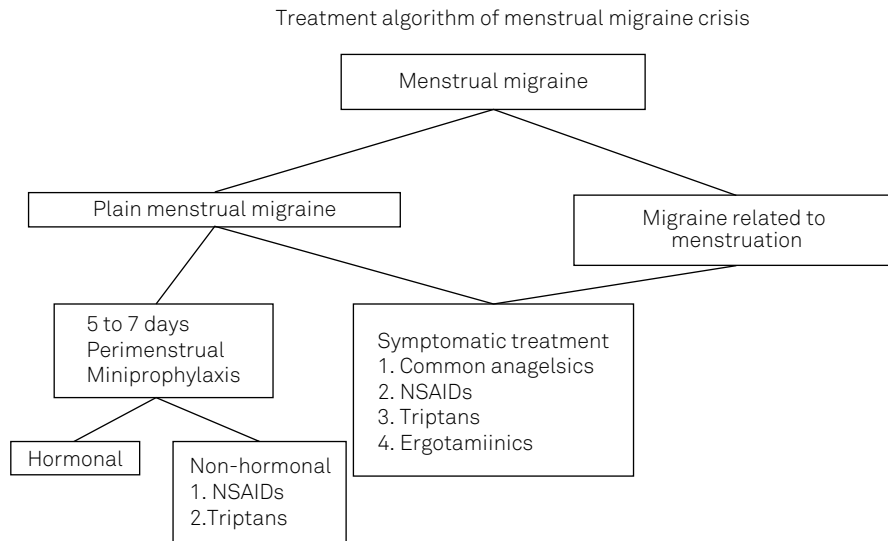 Treatment algorithm of menstrual migraine crisis
Menstrual migraine
Plain menstrual migraine
Migraine related to
menstruation
5 to 7 days
Perimenstrual
Miniprophylaxis
Symptomatic treatment
1. Common anagelsics
2. NSAIDs
3. Triptans
4. Ergotamiinics
Hormonal
Non-hormonal
1. NSAIDs
2.Triptans